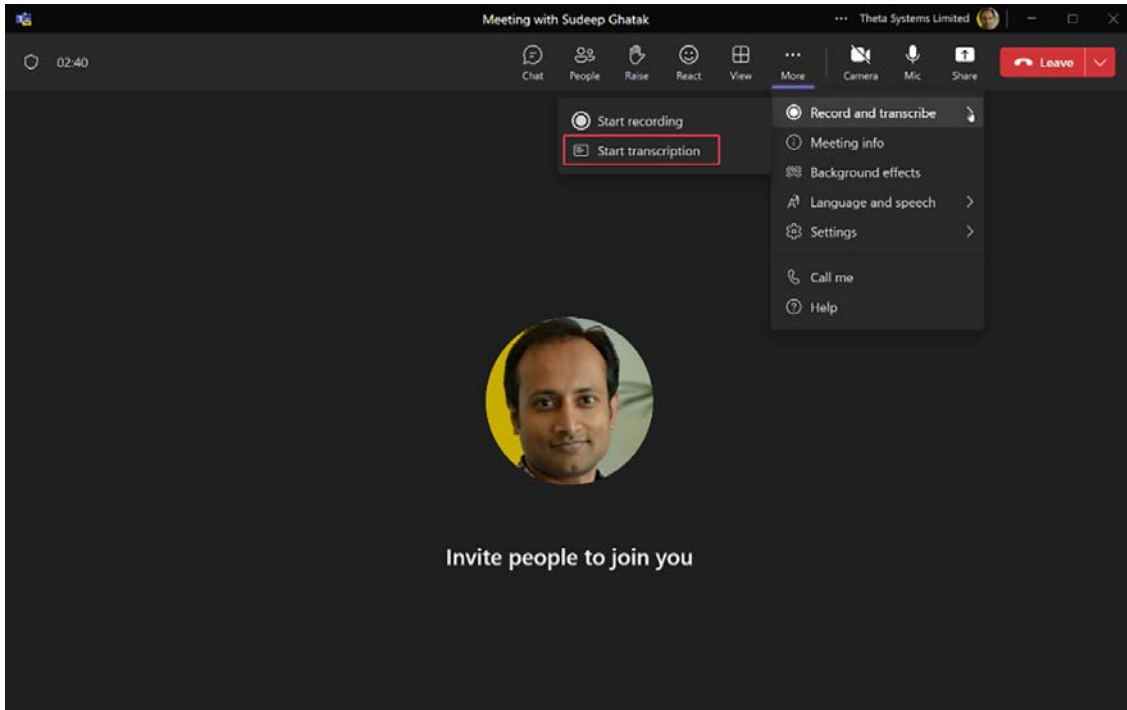 Meeting with Sudeep Ghatak
··· Theta Systems Limited
02:40
Chat People Raise React View More Camera Mic Share Leave
Start recording
Start transcription
Record and transcribe
Meeting info
Background effects
Language and speech
Settings
Call me
Help
Invite people to join you